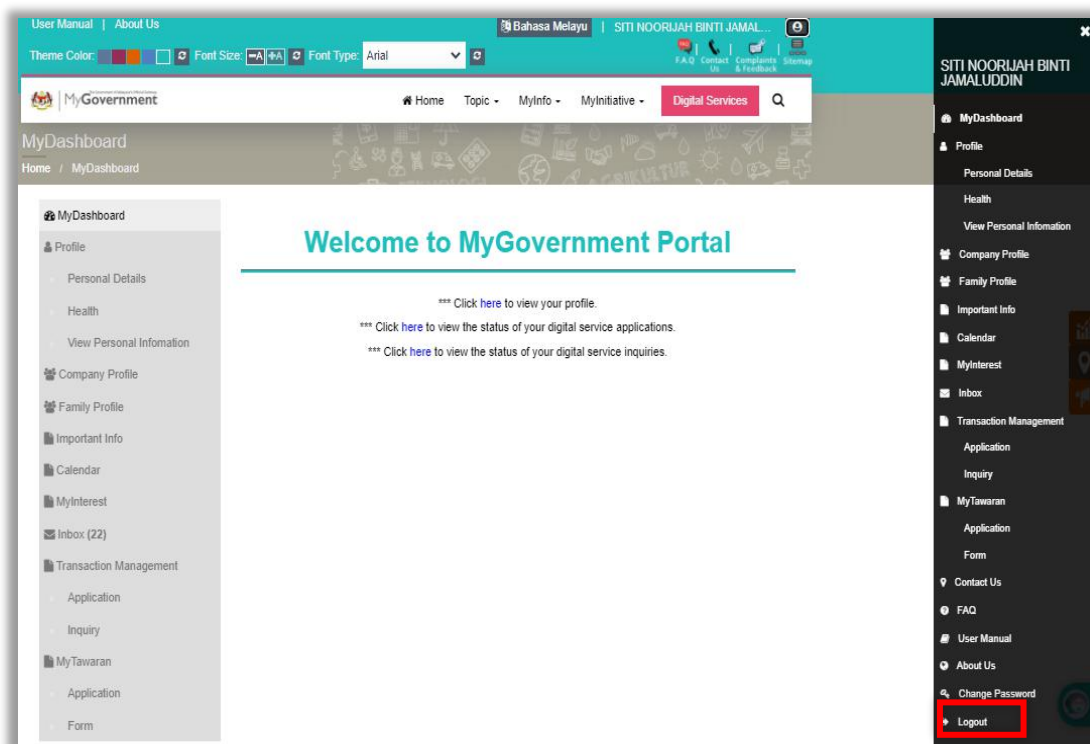 User Manual | About Us
Bahasa Melayu | SITI NOORIJAH BINTI JAMAL...
Theme Color: Font Size: -A +A Font Type: Arial
F.A.Q | Contact Us | Complaints & Feedback | Sitemap
MyGovernment
Home Topic MyInfo MyInitiative Digital Services
MyDashboard
Home / MyDashboard
AGRIKULTUR
MyDashboard
Profile
Personal Details
Health
View Personal Infomation
Company Profile
Family Profile
Important Info
Calendar
MyInterest
Inbox (22)
Transaction Management
Application
Inquiry
MyTawaran
Application
Form
Welcome to MyGovernment Portal
*** Click here to view your profile.
*** Click here to view the status of your digital service applications.
*** Click here to view the status of your digital service inquiries.
SITI NOORIJAH BINTI
JAMALUDDIN
MyDashboard
Profile
Personal Details
Health
View Personal Infomation
Company Profile
Family Profile
Important Info
Calendar
MyInterest
Inbox
Transaction Management
Application
Inquiry
MyTawaran
Application
Form
Contact Us
FAQ
User Manual
About Us
Change Password
Logout